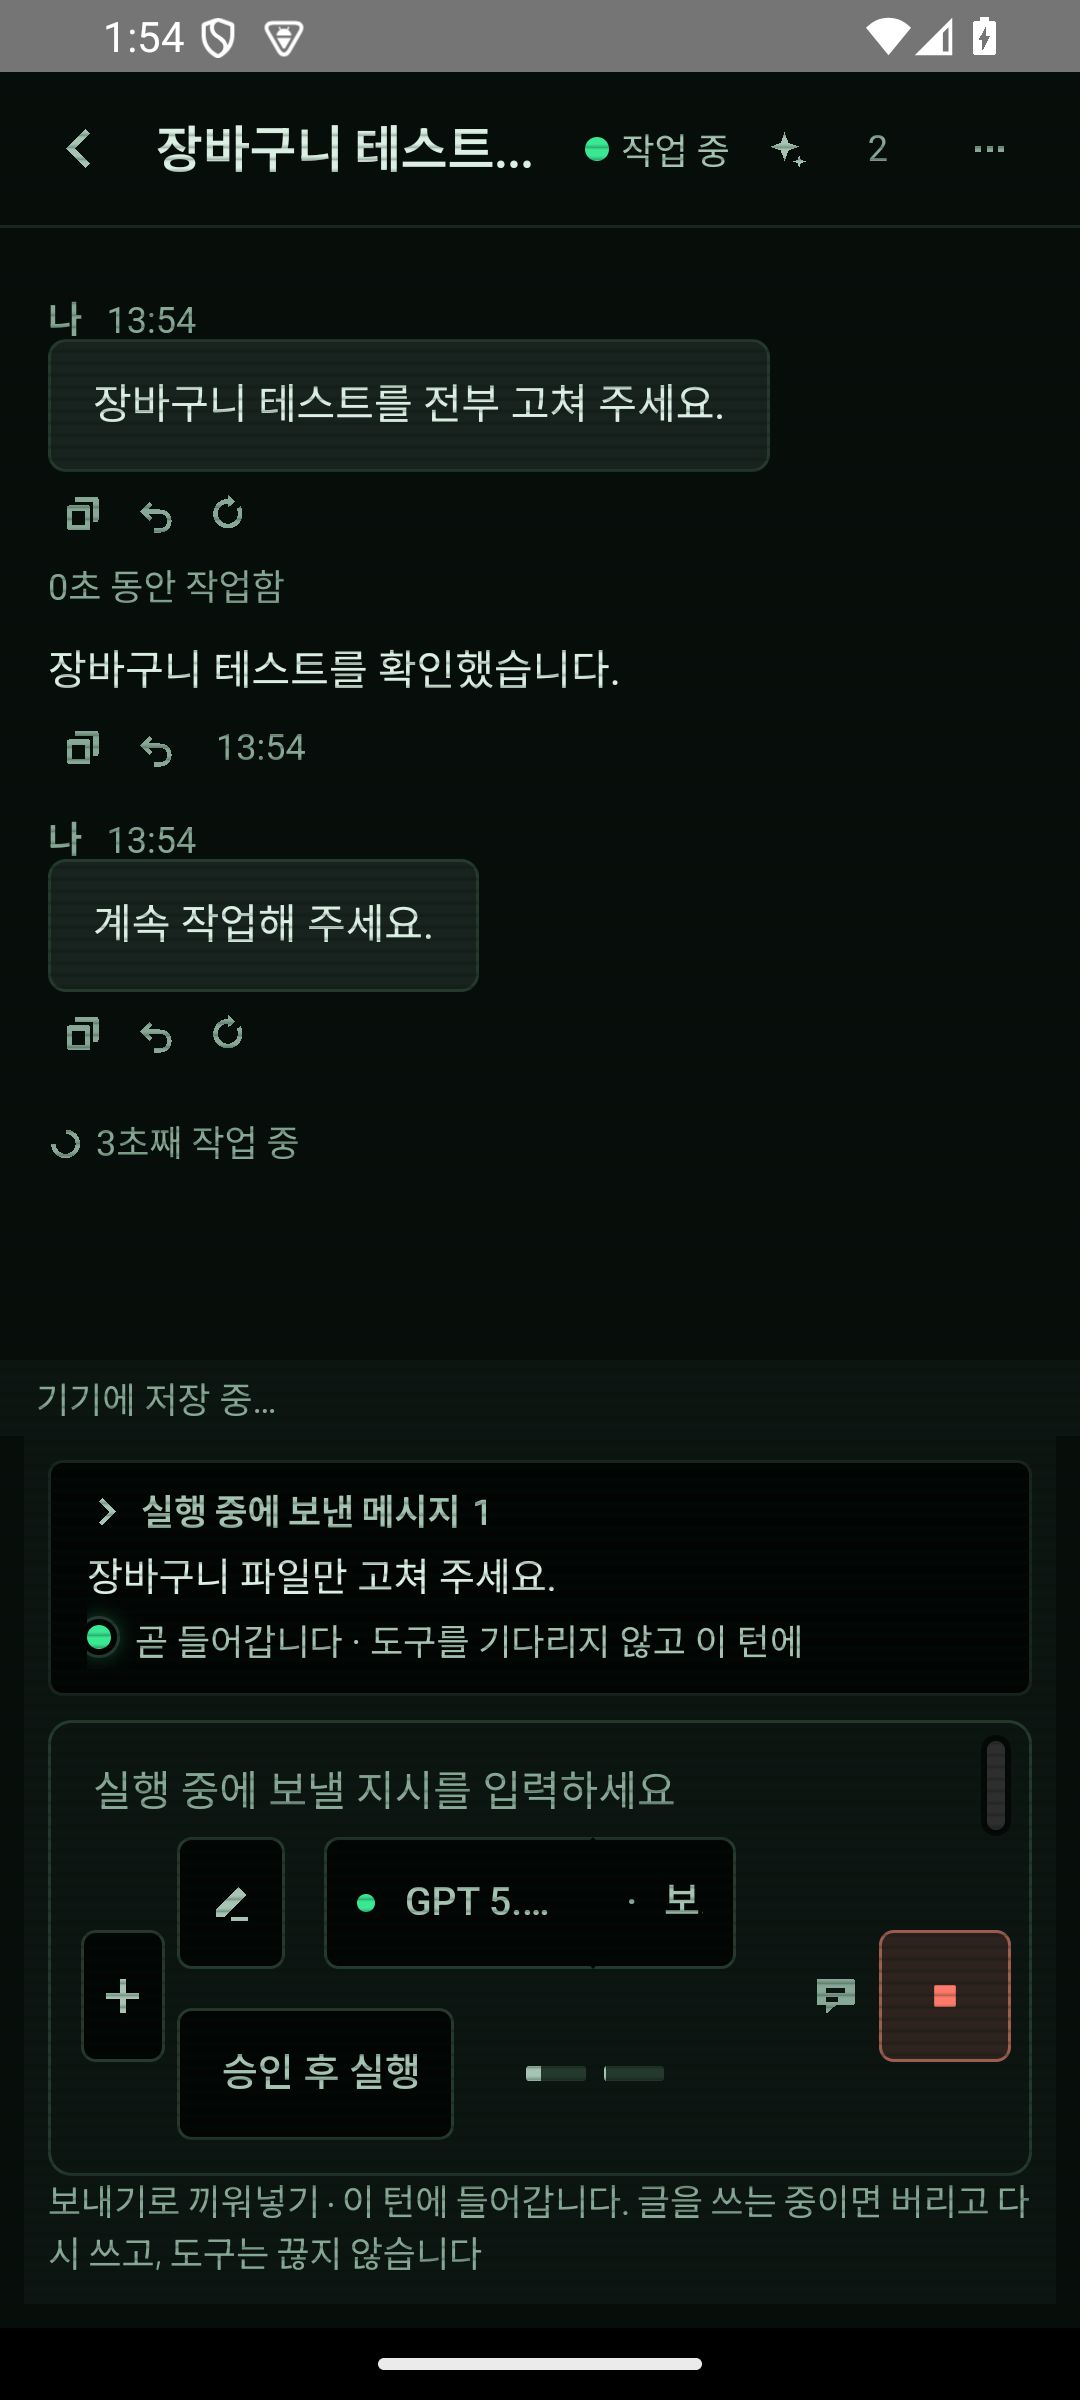 1:54
장바구니 테스트...
작업 중
2
나 13:54
장바구니 테스트를 전부 고쳐 주세요.
0초 동안 작업함
장바구니 테스트를 확인했습니다.
13:54
나 13:54
계속 작업해 주세요.
3초째 작업 중
기기에 저장 중...
실행 중에 보낸 메시지 1
장바구니 파일만 고쳐 주세요.
곧 들어갑니다 · 도구를 기다리지 않고 이 턴에
실행 중에 보낼 지시를 입력하세요
GPT 5.... · 보
승인 후 실행
보내기로 끼워넣기 · 이 턴에 들어갑니다. 글을 쓰는 중이면 버리고 다
시 쓰고, 도구는 끊지 않습니다